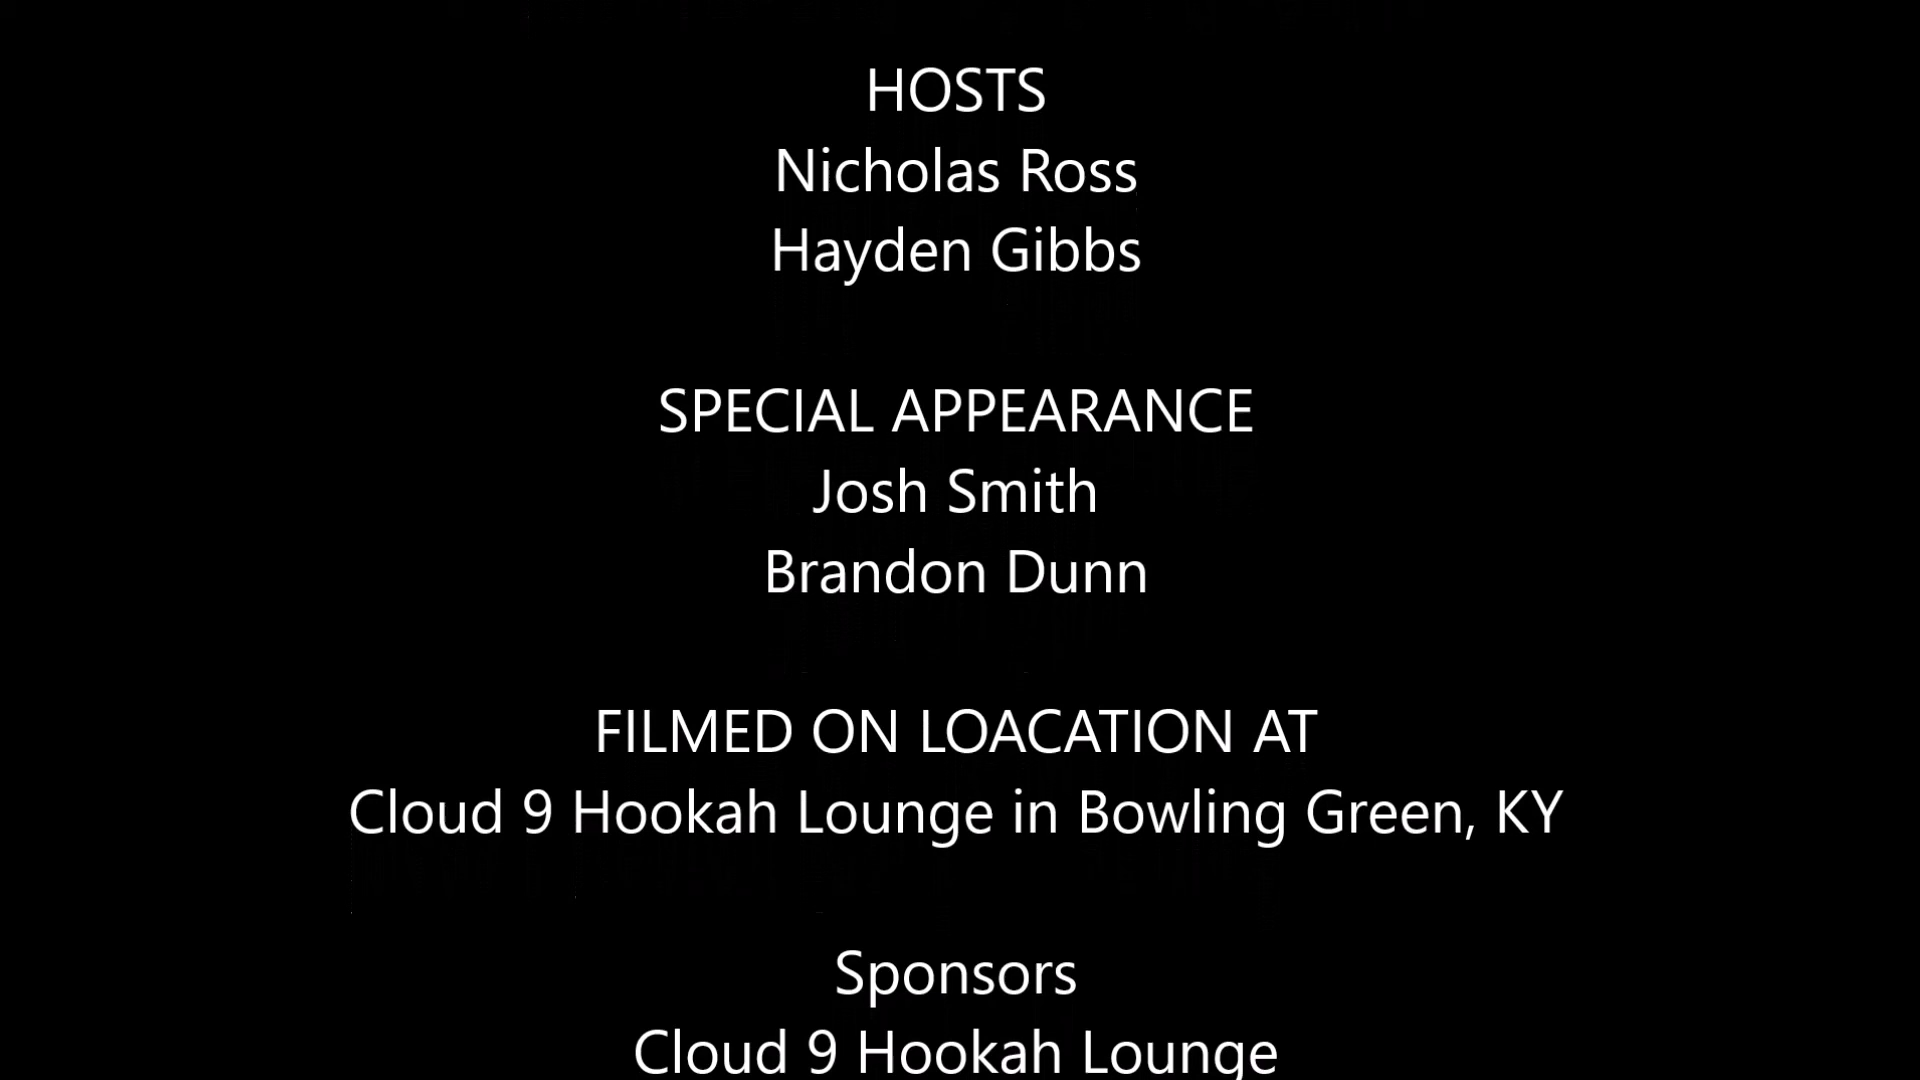 HOSTS
Nicholas Ross
Hayden Gibbs
SPECIAL APPEARANCE
Josh Smith
Brandon Dunn
FILMED ON LOACATION AT
Cloud 9 Hookah Lounge in Bowling Green, KY
Sponsors
Cloud 9 Hookah Lounge